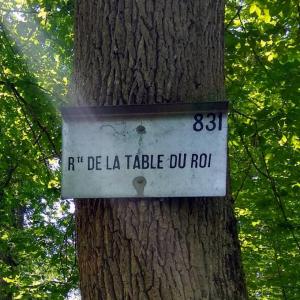 831
Rᵗᵉ DE LA TABLE DU ROI